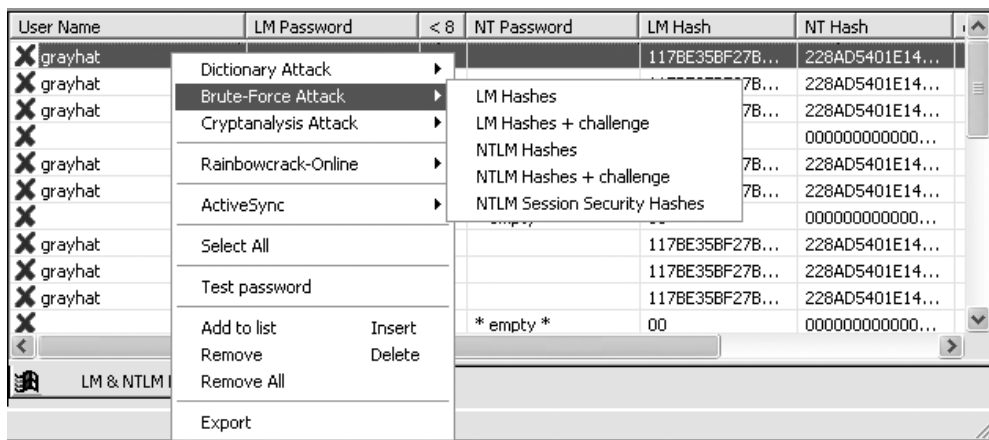 User Name LM Password < 8 NT Password LM Hash NT Hash
grayhat 117BE35BF27B... 228AD5401E14...
grayhat 7B... 228AD5401E14...
grayhat 7B... 228AD5401E14...
000000000000...
grayhat 7B... 228AD5401E14...
grayhat 7B... 228AD5401E14...
000000000000...
grayhat 117BE35BF27B... 228AD5401E14...
grayhat 117BE35BF27B... 228AD5401E14...
grayhat 117BE35BF27B... 228AD5401E14...
* empty * 00 000000000000...
LM & NTLM
Dictionary Attack
Brute-Force Attack
Cryptanalysis Attack
Rainbowcrack-Online
ActiveSync
Select All
Test password
Add to list Insert
Remove Delete
Remove All
Export
LM Hashes
LM Hashes + challenge
NTLM Hashes
NTLM Hashes + challenge
NTLM Session Security Hashes